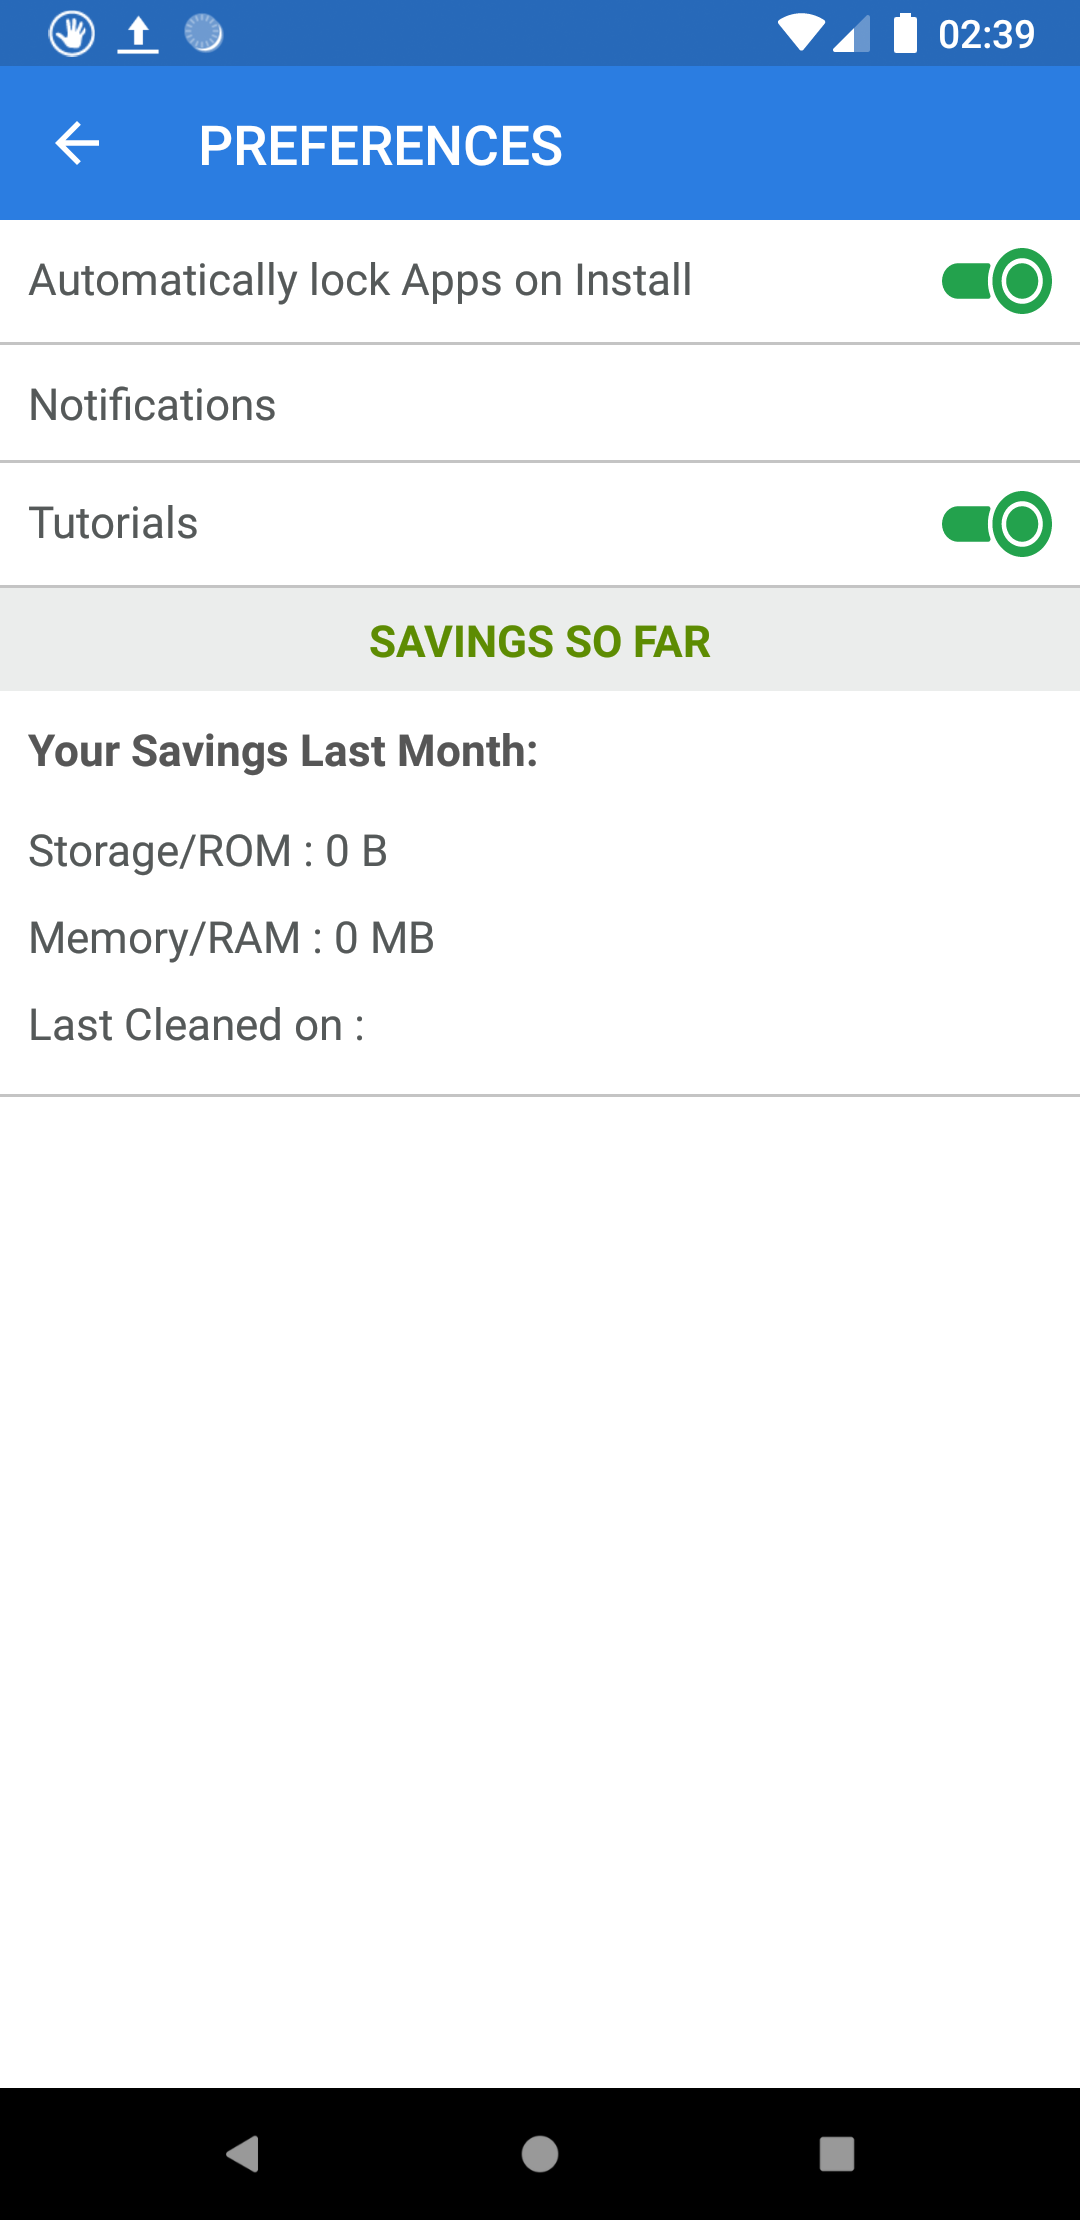 02:39
PREFERENCES
Automatically lock Apps on Install
Notifications
Tutorials
SAVINGS SO FAR
Your Savings Last Month:
Storage/ROM : 0 B
Memory/RAM : 0 MB
Last Cleaned on :